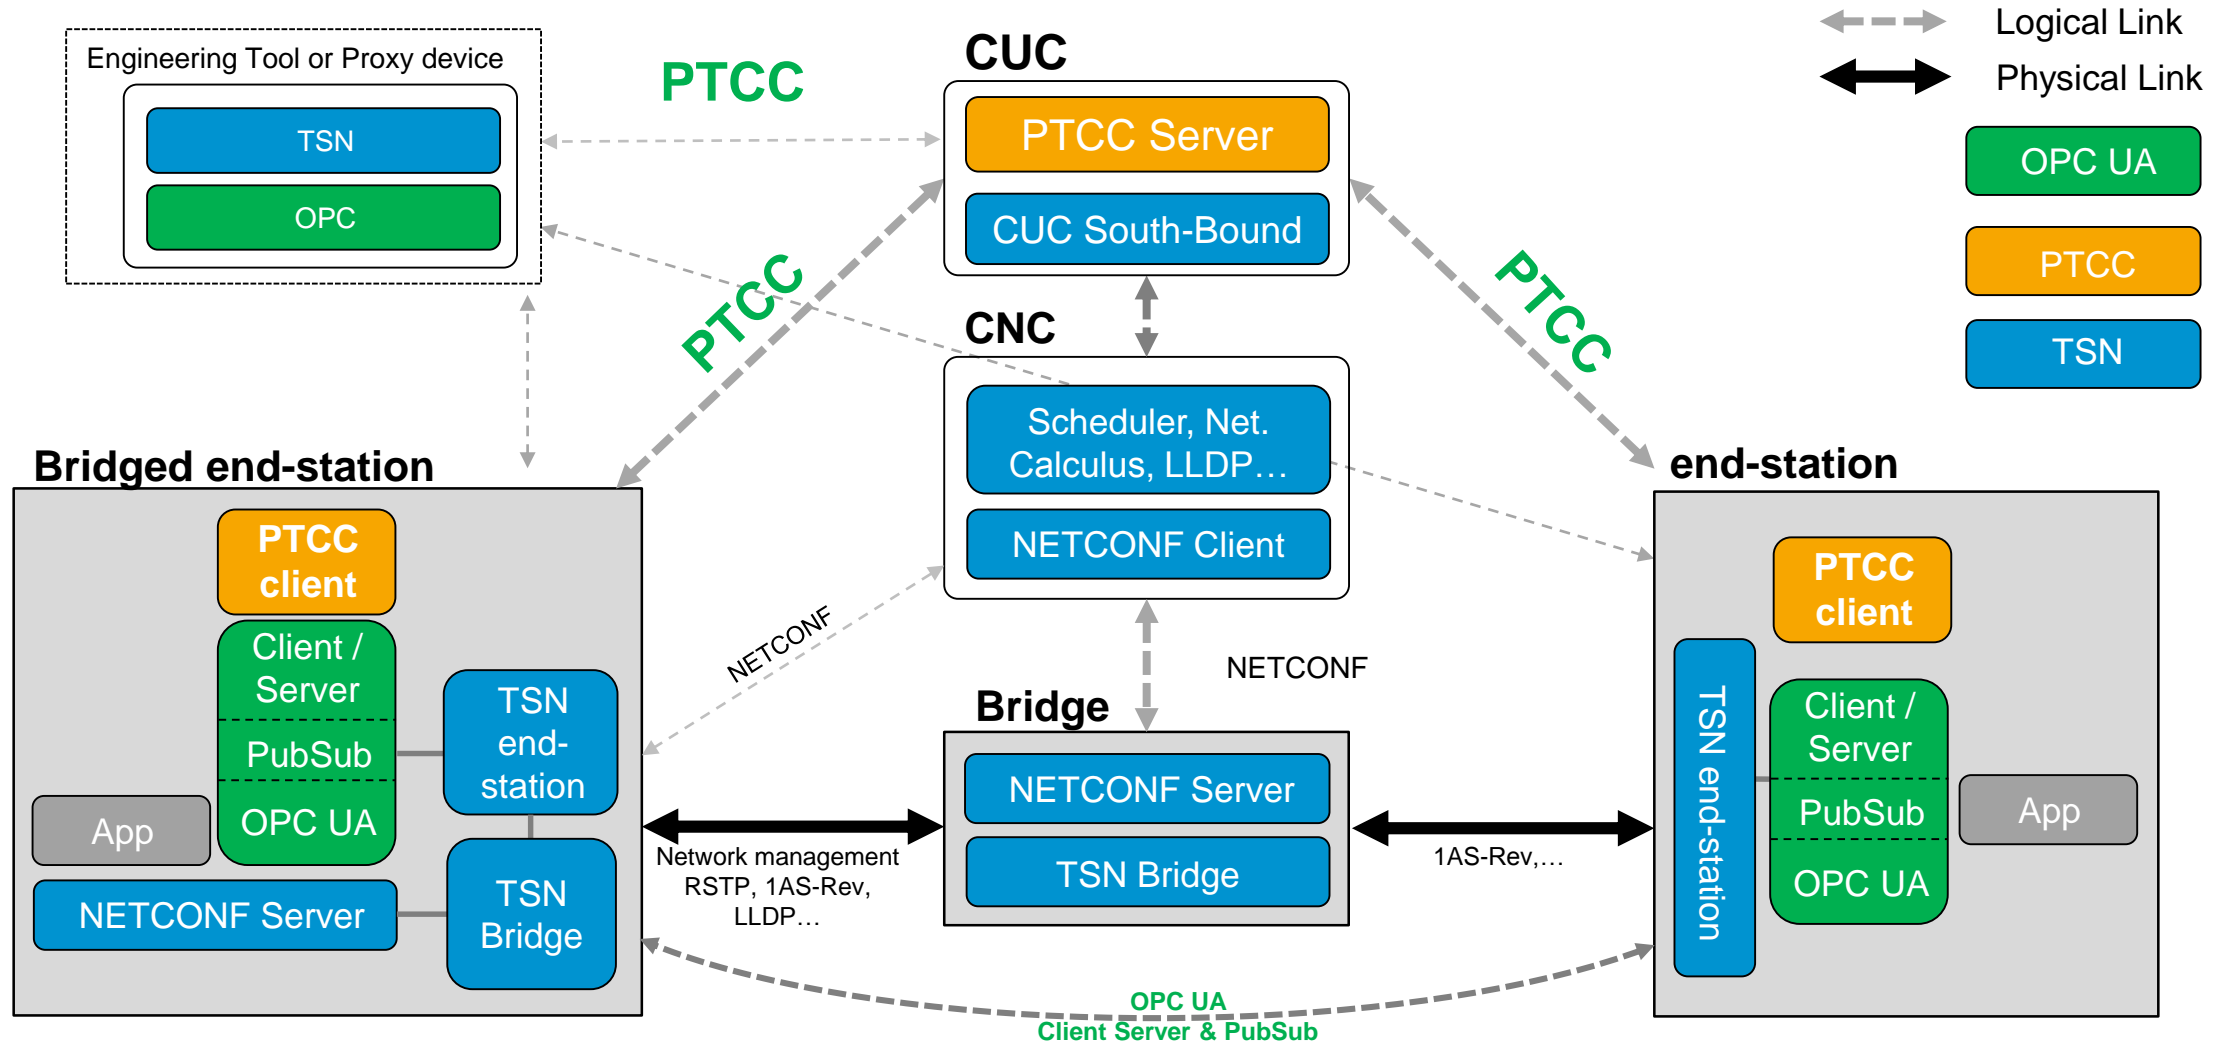 Logical Link
Physical Link
OPC UA
PTCC
TSN
Engineering Tool or Proxy device
TSN
OPC
PTCC
CUC
PTCC Server
CUC South-Bound
PTCC
PTCC
CNC
Scheduler, Net.
Calculus, LLDP…
NETCONF Client
NETCONF
NETCONF
Bridged end-station
PTCC
client
Client /
Server
PubSub
OPC UA
App
NETCONF Server
TSN
end-
station
TSN
Bridge
Network management
RSTP, 1AS-Rev,
LLDP…
Bridge
NETCONF Server
TSN Bridge
1AS-Rev,…
end-station
PTCC
client
TSN end-station
Client /
Server
PubSub
OPC UA
App
OPC UA
Client Server & PubSub